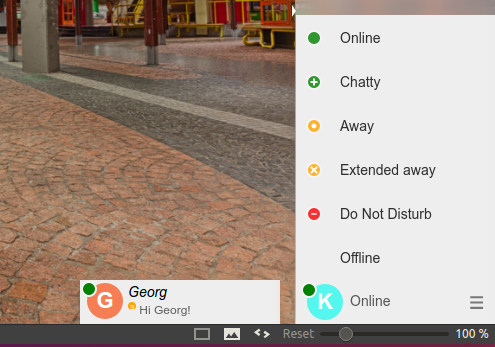 Online
Chatty
Away
Extended away
Do Not Disturb
Offline
G
Georg
Hi Georg!
K
Online
Reset
100 %